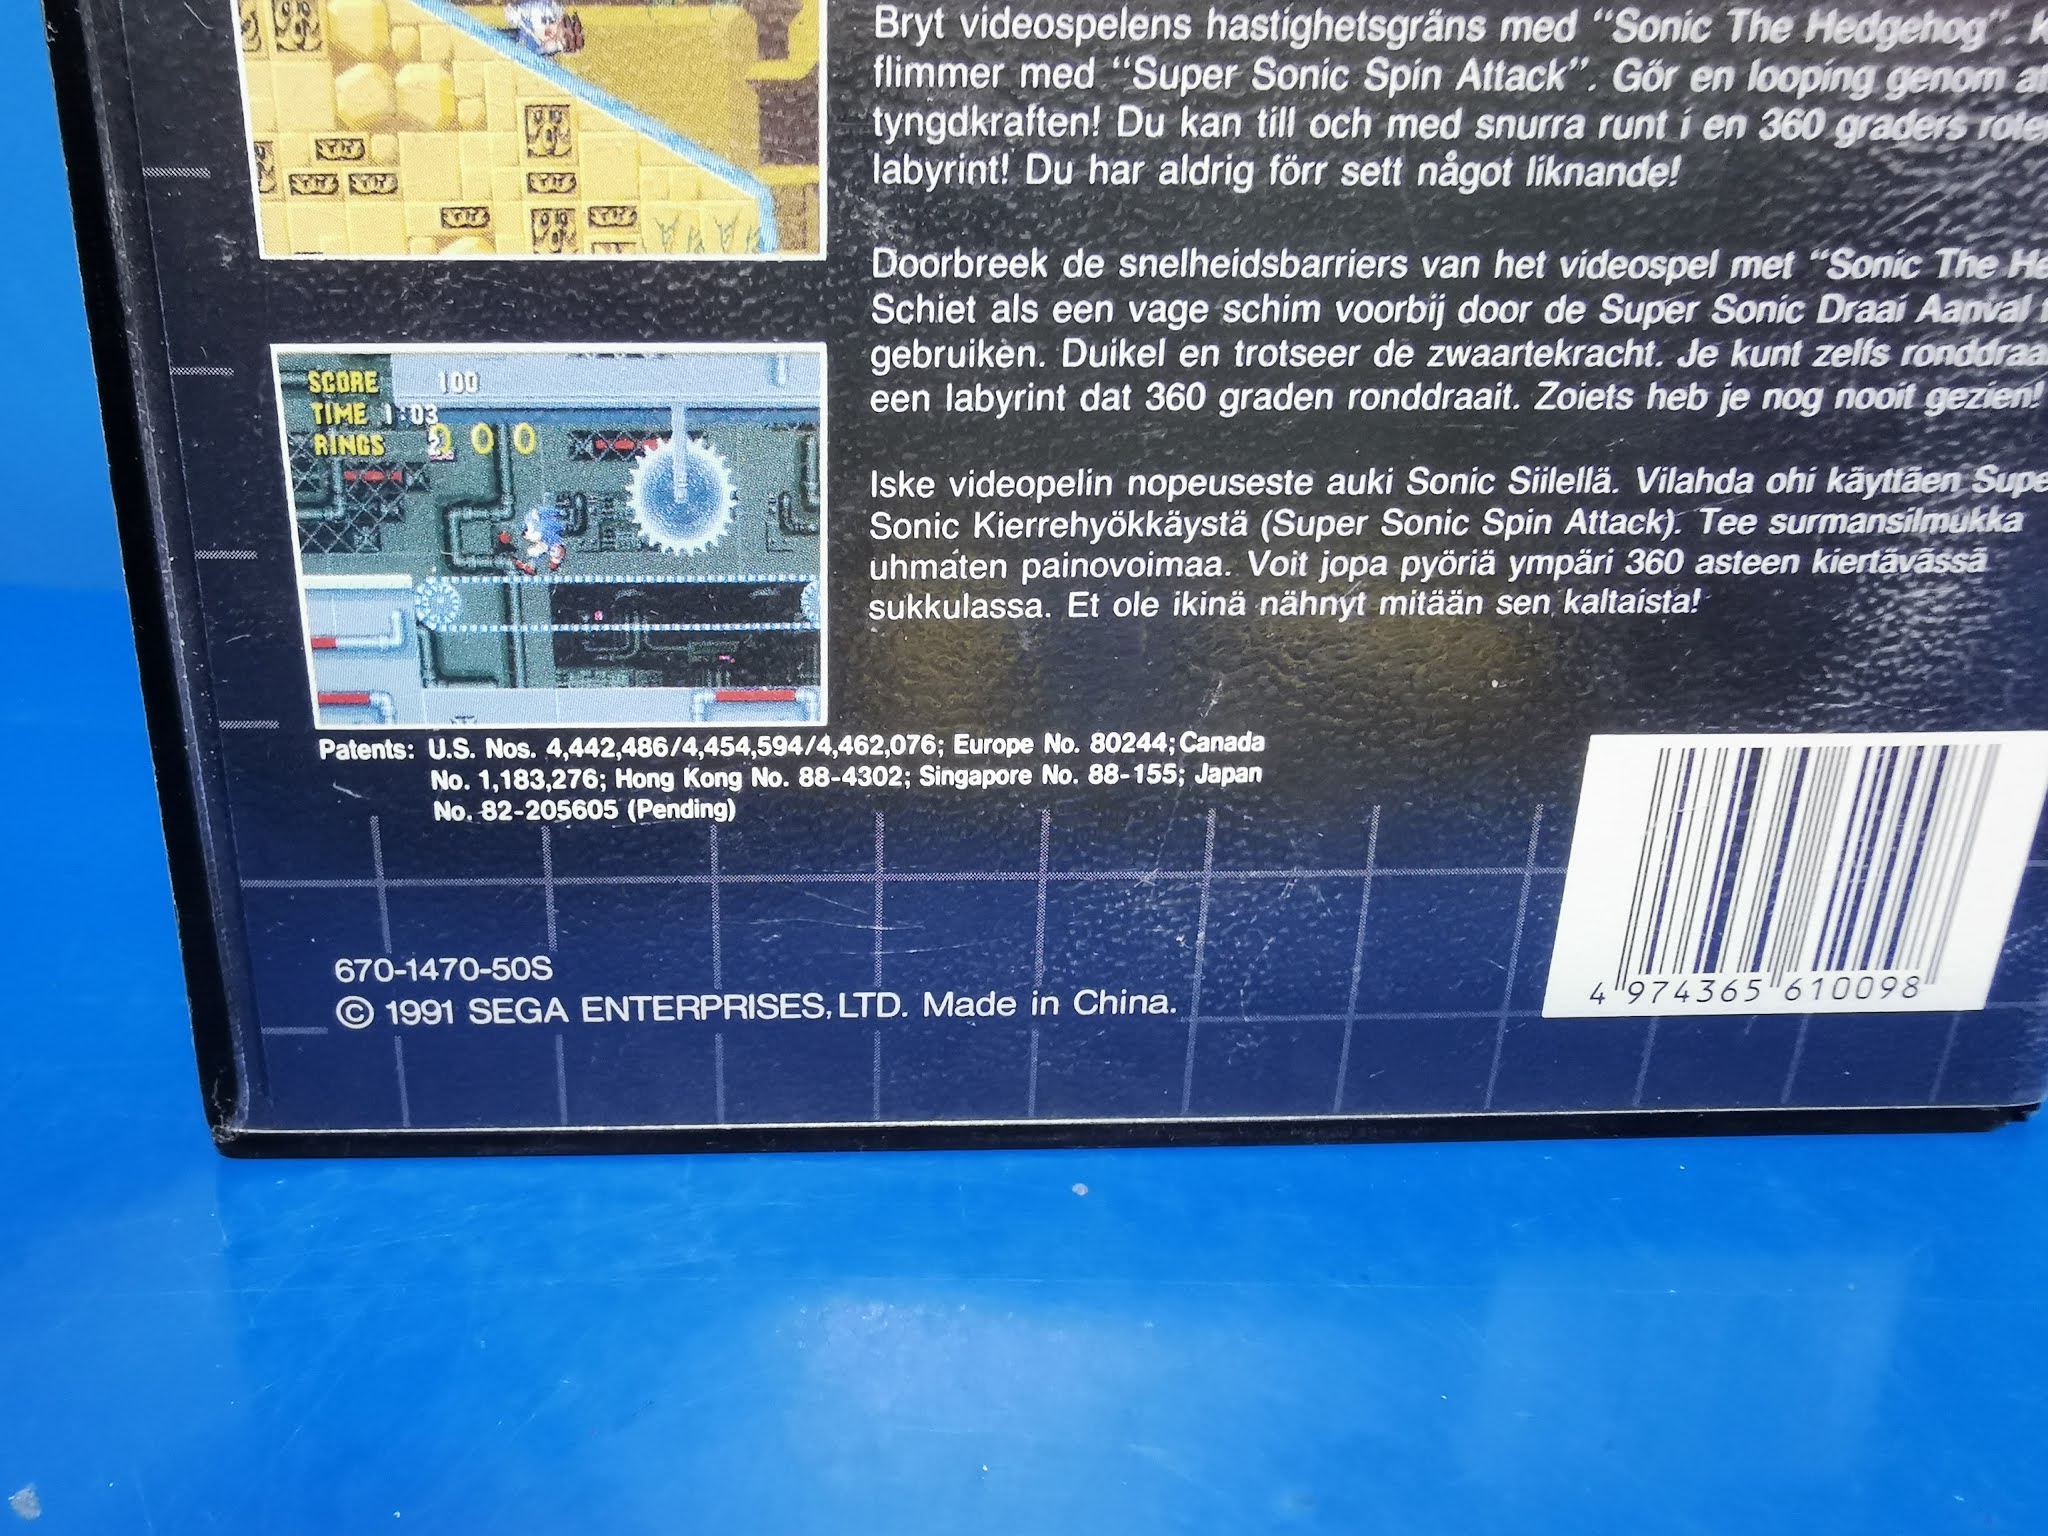 Bryt videospelens hastighetsgräns med “Sonic The Hedgehog”.
flimmer med “Super Sonic Spin Attack”. Gör en looping genom
tyngdkraften! Du kan till och med snurra runt i en 360 graders
labyrint! Du har aldrig förr sett något liknande!
Doorbreek de snelheidsbarriers van het videospel met “Sonic The
Schiet als een vage schim voorbij door de Super Sonic Draai Aanval
gebruiken. Duikel en trotseer de zwaartekracht. Je kunt zelfs
een labyrint dat 360 graden ronddraait. Zoiets heb je nog nooit gezien!
Iske videopelin nopeuseste auki Sonic Siilellä. Vilahda ohi käyttäen
Sonic Kierrehyökkäystä (Super Sonic Spin Attack). Tee surmansilmukka
uhmaten painovoimaa. Voit jopa pyöriä ympäri 360 asteen kiertävässä
sukkulassa. Et ole ikinä nähnyt mitään sen kaltaista!
SCORE 100
TIME 1:03
RINGS 2
Patents: U.S. Nos. 4,442,486/4,454,594/4,462,076; Europe No. 80244; Canada
No. 1,183,276; Hong Kong No. 88-4302; Singapore No. 88-155; Japan
No. 82-205605 (Pending)
670-1470-50S
© 1991 SEGA ENTERPRISES, LTD. Made in China.
4 974365 610098